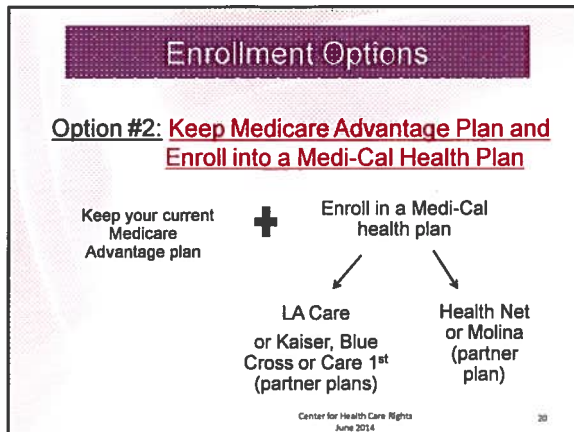 Enrollment Options
Option #2: Keep Medicare Advantage Plan and
Enroll into a Medi-Cal Health Plan
Keep your current
Medicare
Advantage plan
+
Enroll in a Medi-Cal
health plan
LA Care
or Kaiser, Blue
Cross or Care 1st
(partner plans)
Health Net
or Molina
(partner
plan)
Center for Health Care Rights
June 2014
20